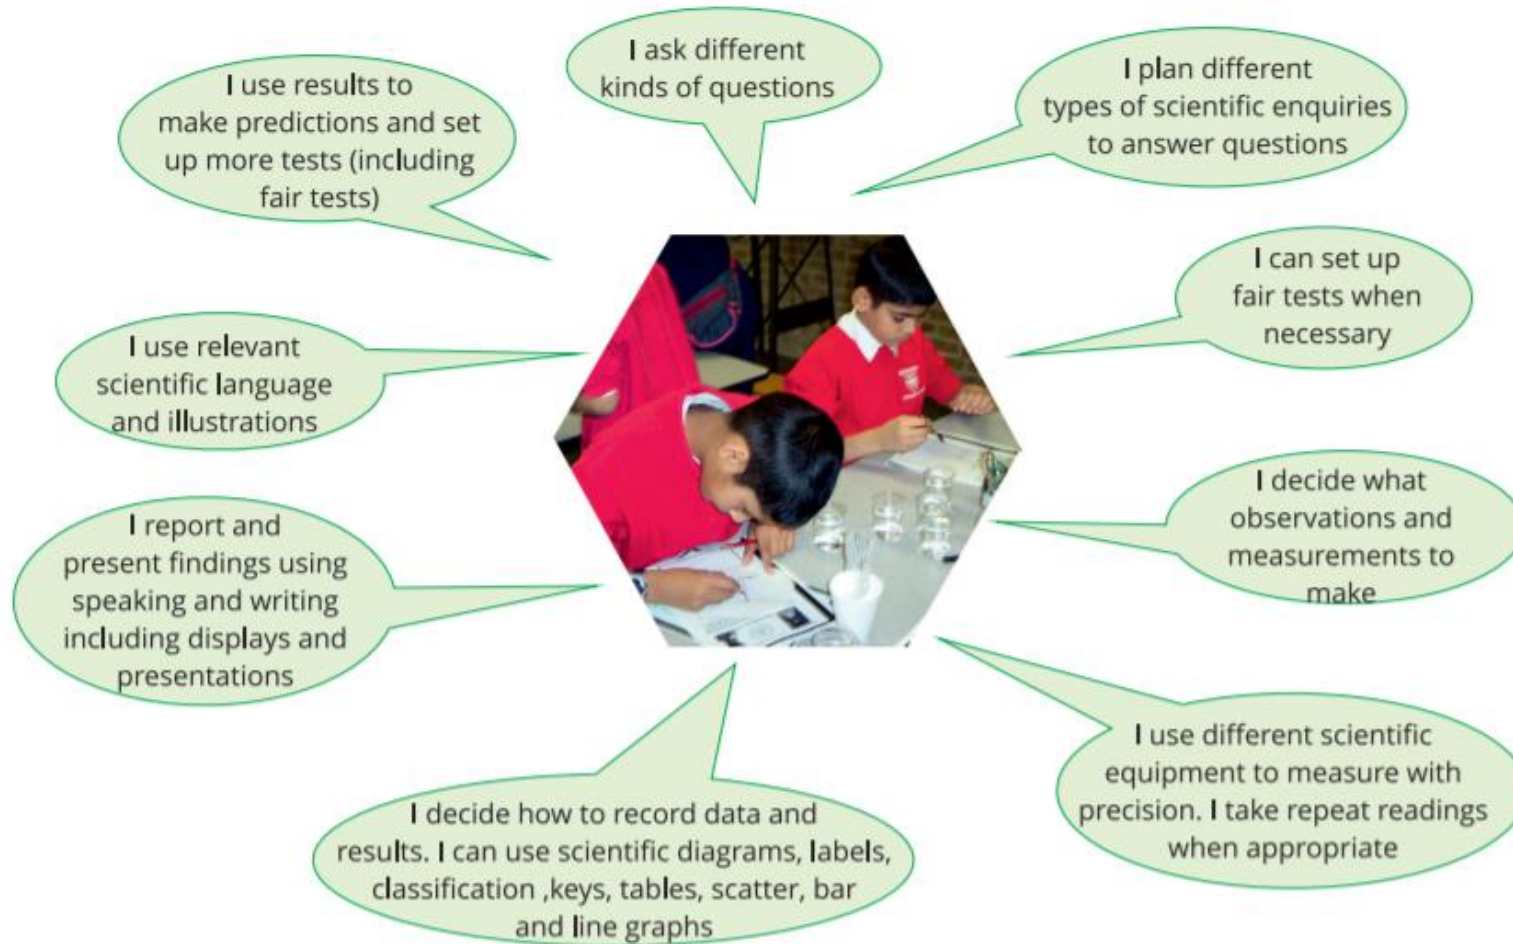 I ask different
kinds of questions
I plan different
types of scientific enquiries
to answer questions
I can set up
fair tests when
necessary
I decide what
observations and
measurements to
make
I use different scientific
equipment to measure with
precision. I take repeat readings
when appropriate
I decide how to record data and
results. I can use scientific diagrams, labels,
classification ,keys, tables, scatter, bar
and line graphs
I report and
present findings using
speaking and writing
including displays and
presentations
I use relevant
scientific language
and illustrations
I use results to
make predictions and set
up more tests (including
fair tests)